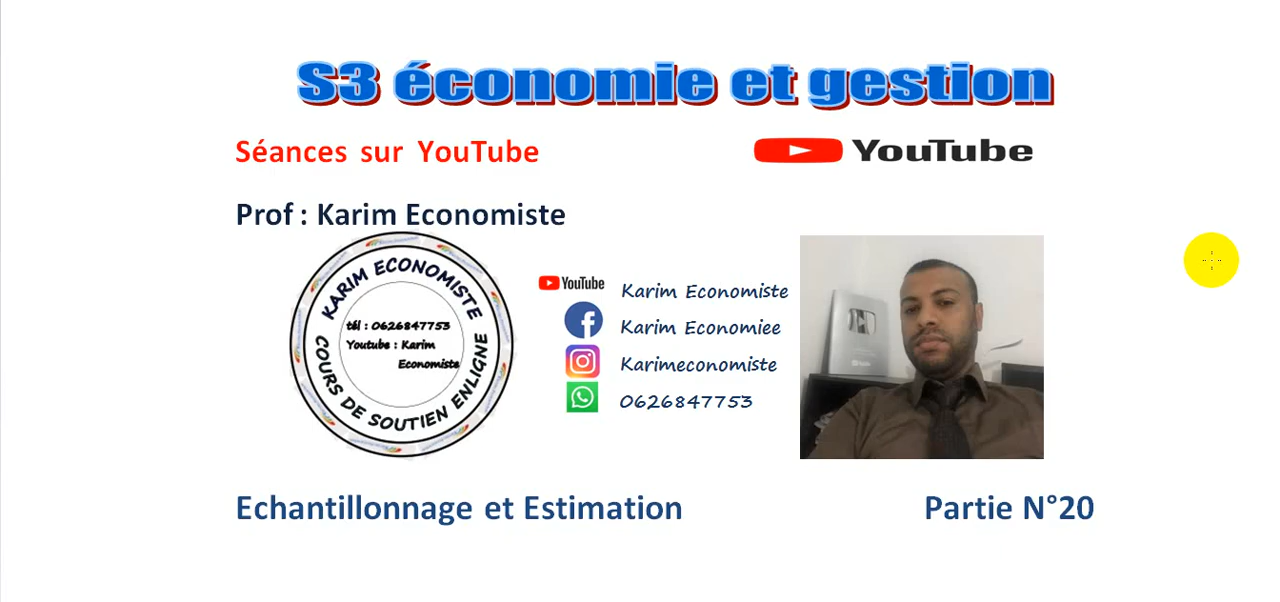 S3 économie et gestion
Séances sur YouTube
YouTube
Prof : Karim Economiste
KARIM ECONOMISTE
tél : 0626847753
Youtube : Karim
Economiste
COURS DE SOUTIEN ENLIGNE
YouTube
Karim Economiste
Karim Economiee
Karimeconomiste
0626847753
Echantillonnage et Estimation
Partie N°20